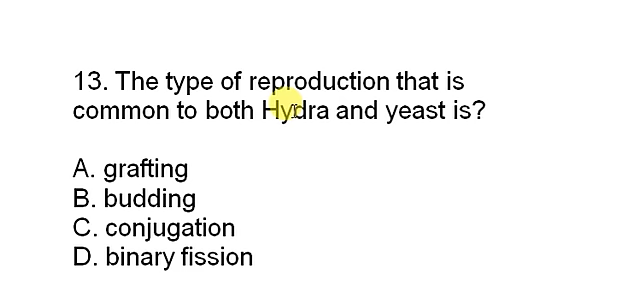 13. The type of reproduction that is
common to both Hydra and yeast is?
A. grafting
B. budding
C. conjugation
D. binary fission